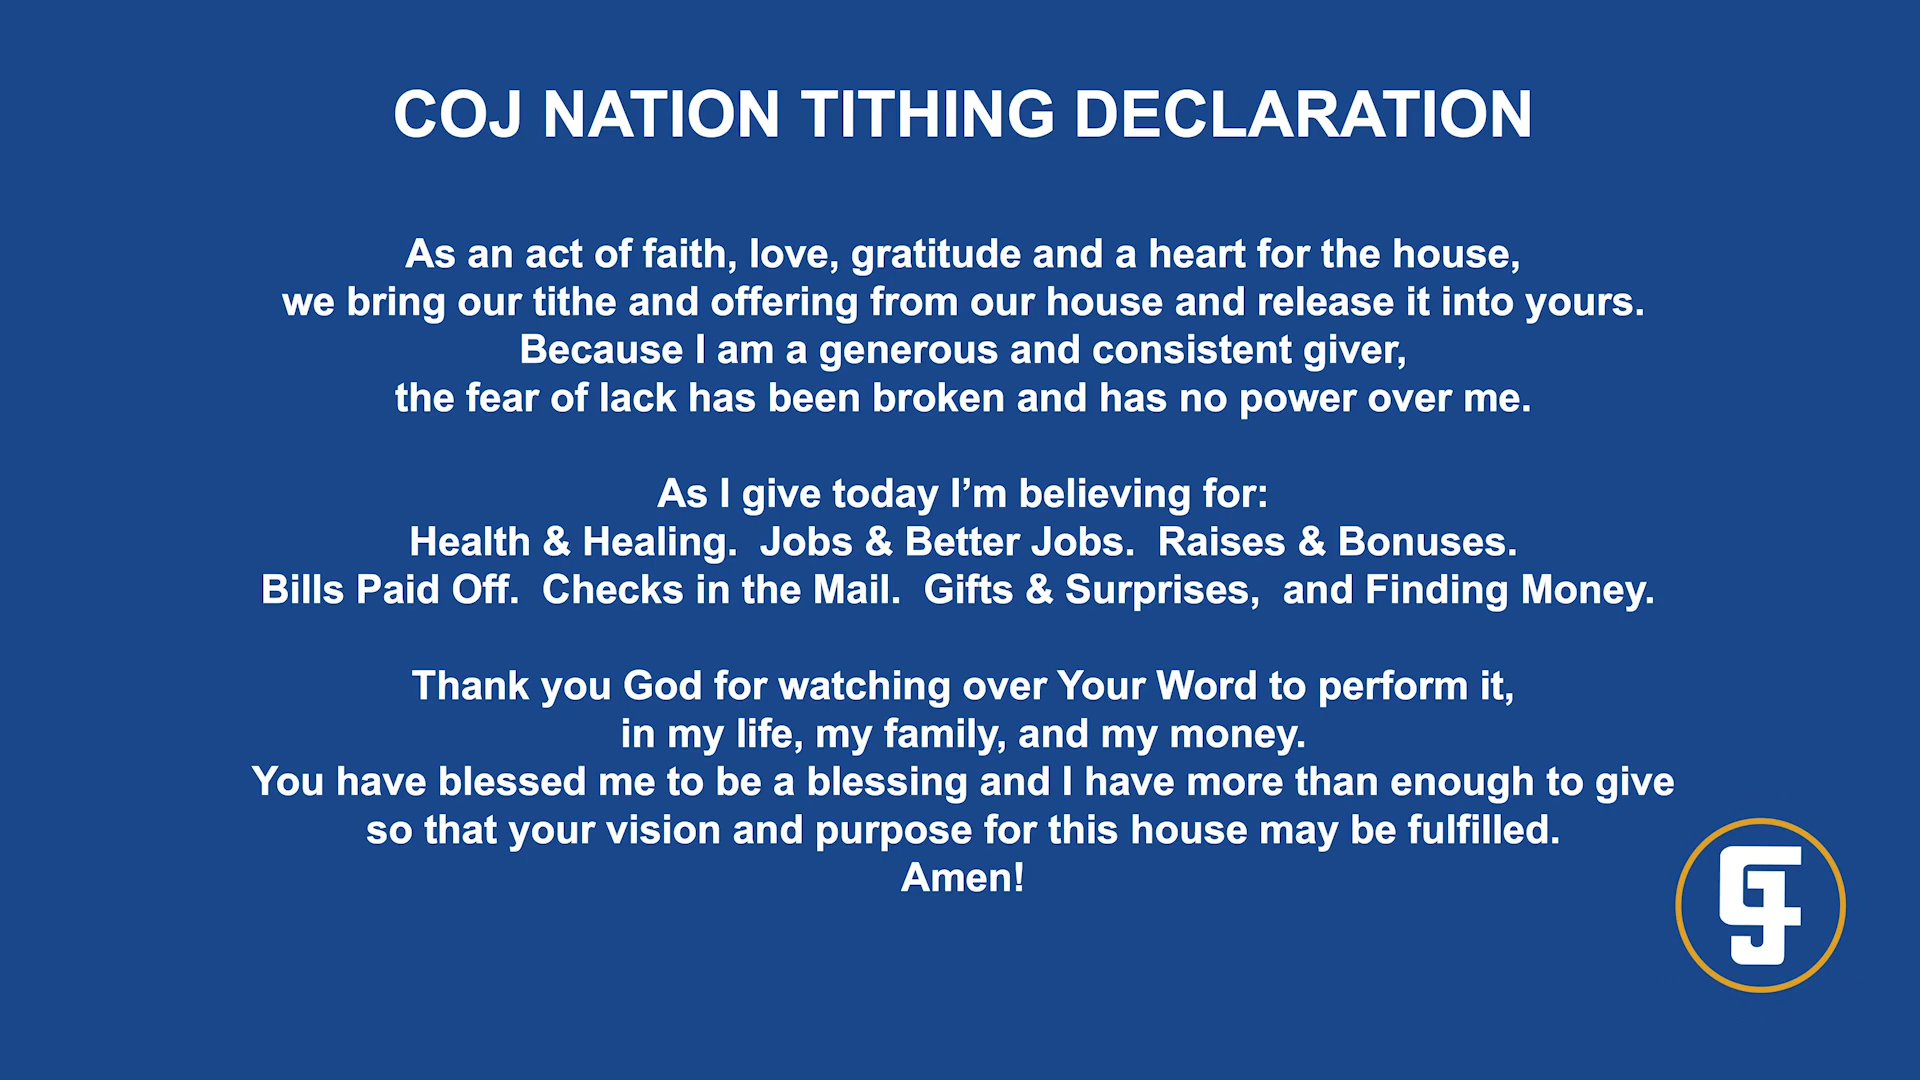 COJ NATION TITHING DECLARATION
As an act of faith, love, gratitude and a heart for the house,
we bring our tithe and offering from our house and release it into yours.
Because I am a generous and consistent giver,
the fear of lack has been broken and has no power over me.
As I give today I’m believing for:
Health & Healing.  Jobs & Better Jobs.  Raises & Bonuses.
Bills Paid Off.  Checks in the Mail.  Gifts & Surprises,  and Finding Money.
Thank you God for watching over Your Word to perform it,
in my life, my family, and my money.
You have blessed me to be a blessing and I have more than enough to give
so that your vision and purpose for this house may be fulfilled.
Amen!